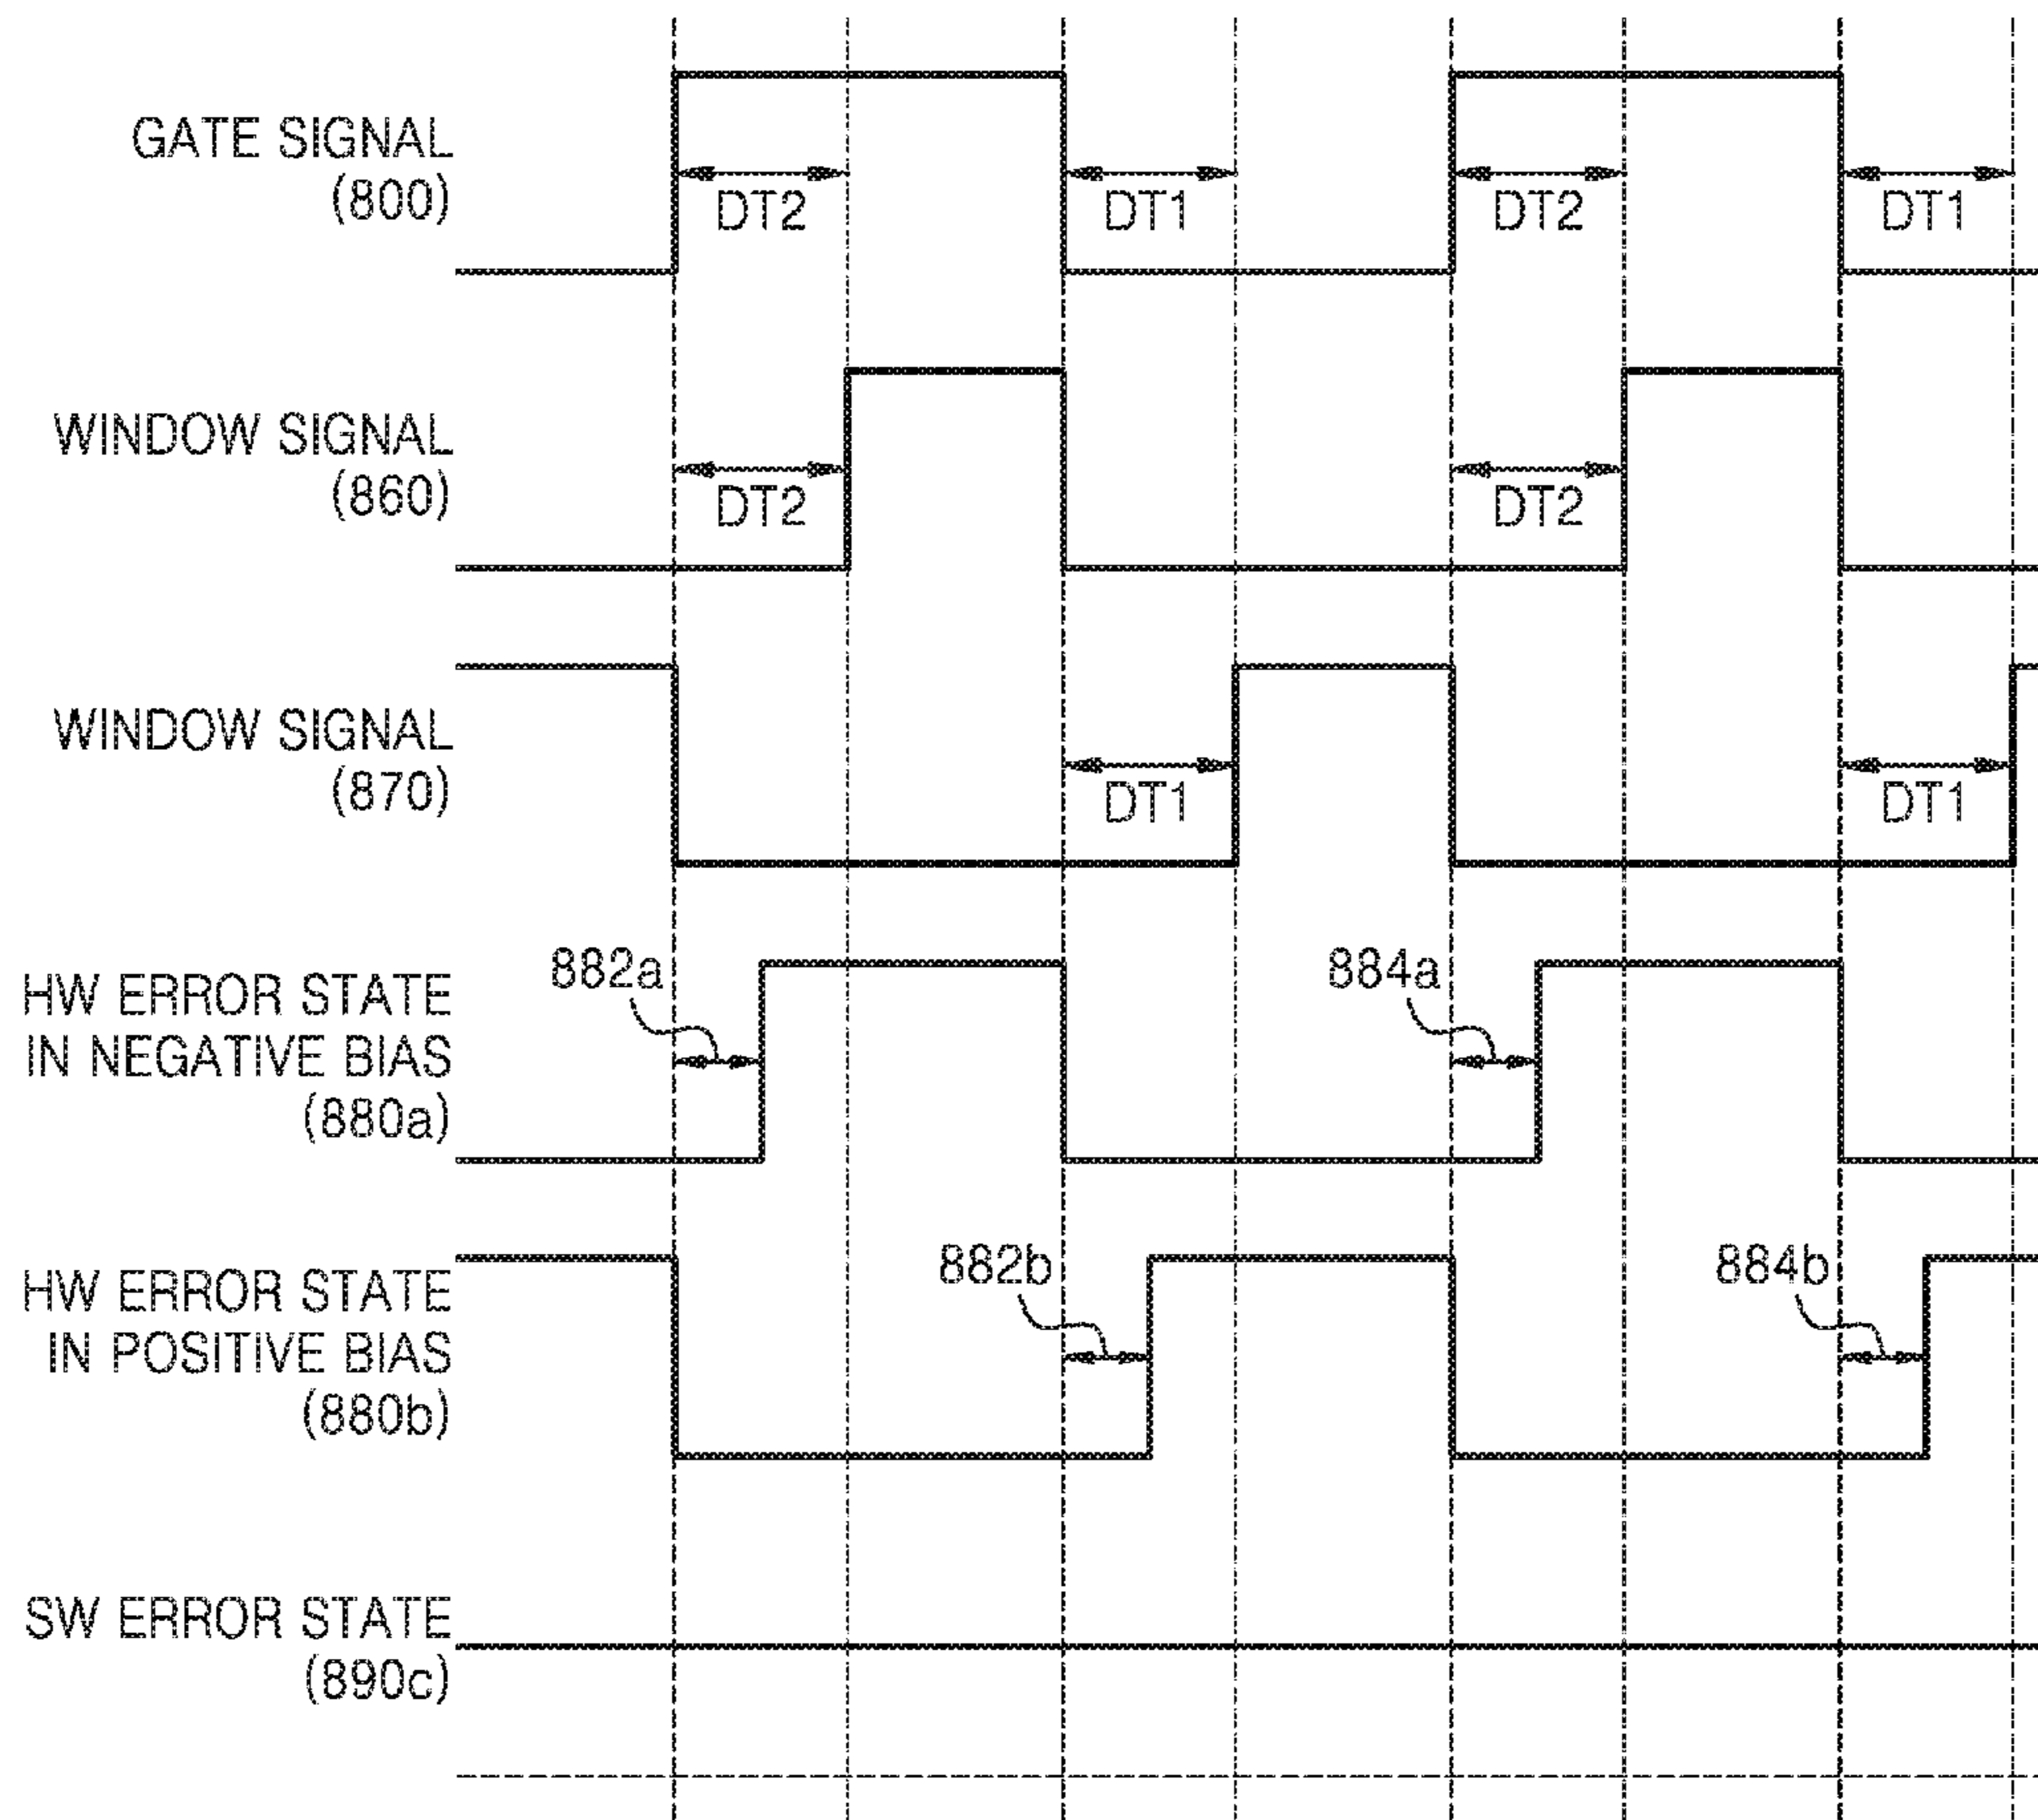 GATE SIGNAL
(800)
DT2
DT1
DT2
DT1
WINDOW SIGNAL
(860)
DT2
DT2
WINDOW SIGNAL
(870)
DT1
DT1
HW ERROR STATE
IN NEGATIVE BIAS
(880a)
882a
884a
HW ERROR STATE
IN POSITIVE BIAS
(880b)
882b
884b
SW ERROR STATE
(890c)